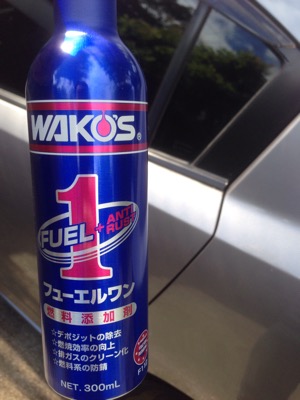 WAKO'S®
FUEL 1 + ANTI RUST
フューエルワン
燃料添加剤
☆デポジットの除去
☆燃焼効率の向上
☆排ガスのクリーン化
☆燃料系の防錆
NET. 300mL